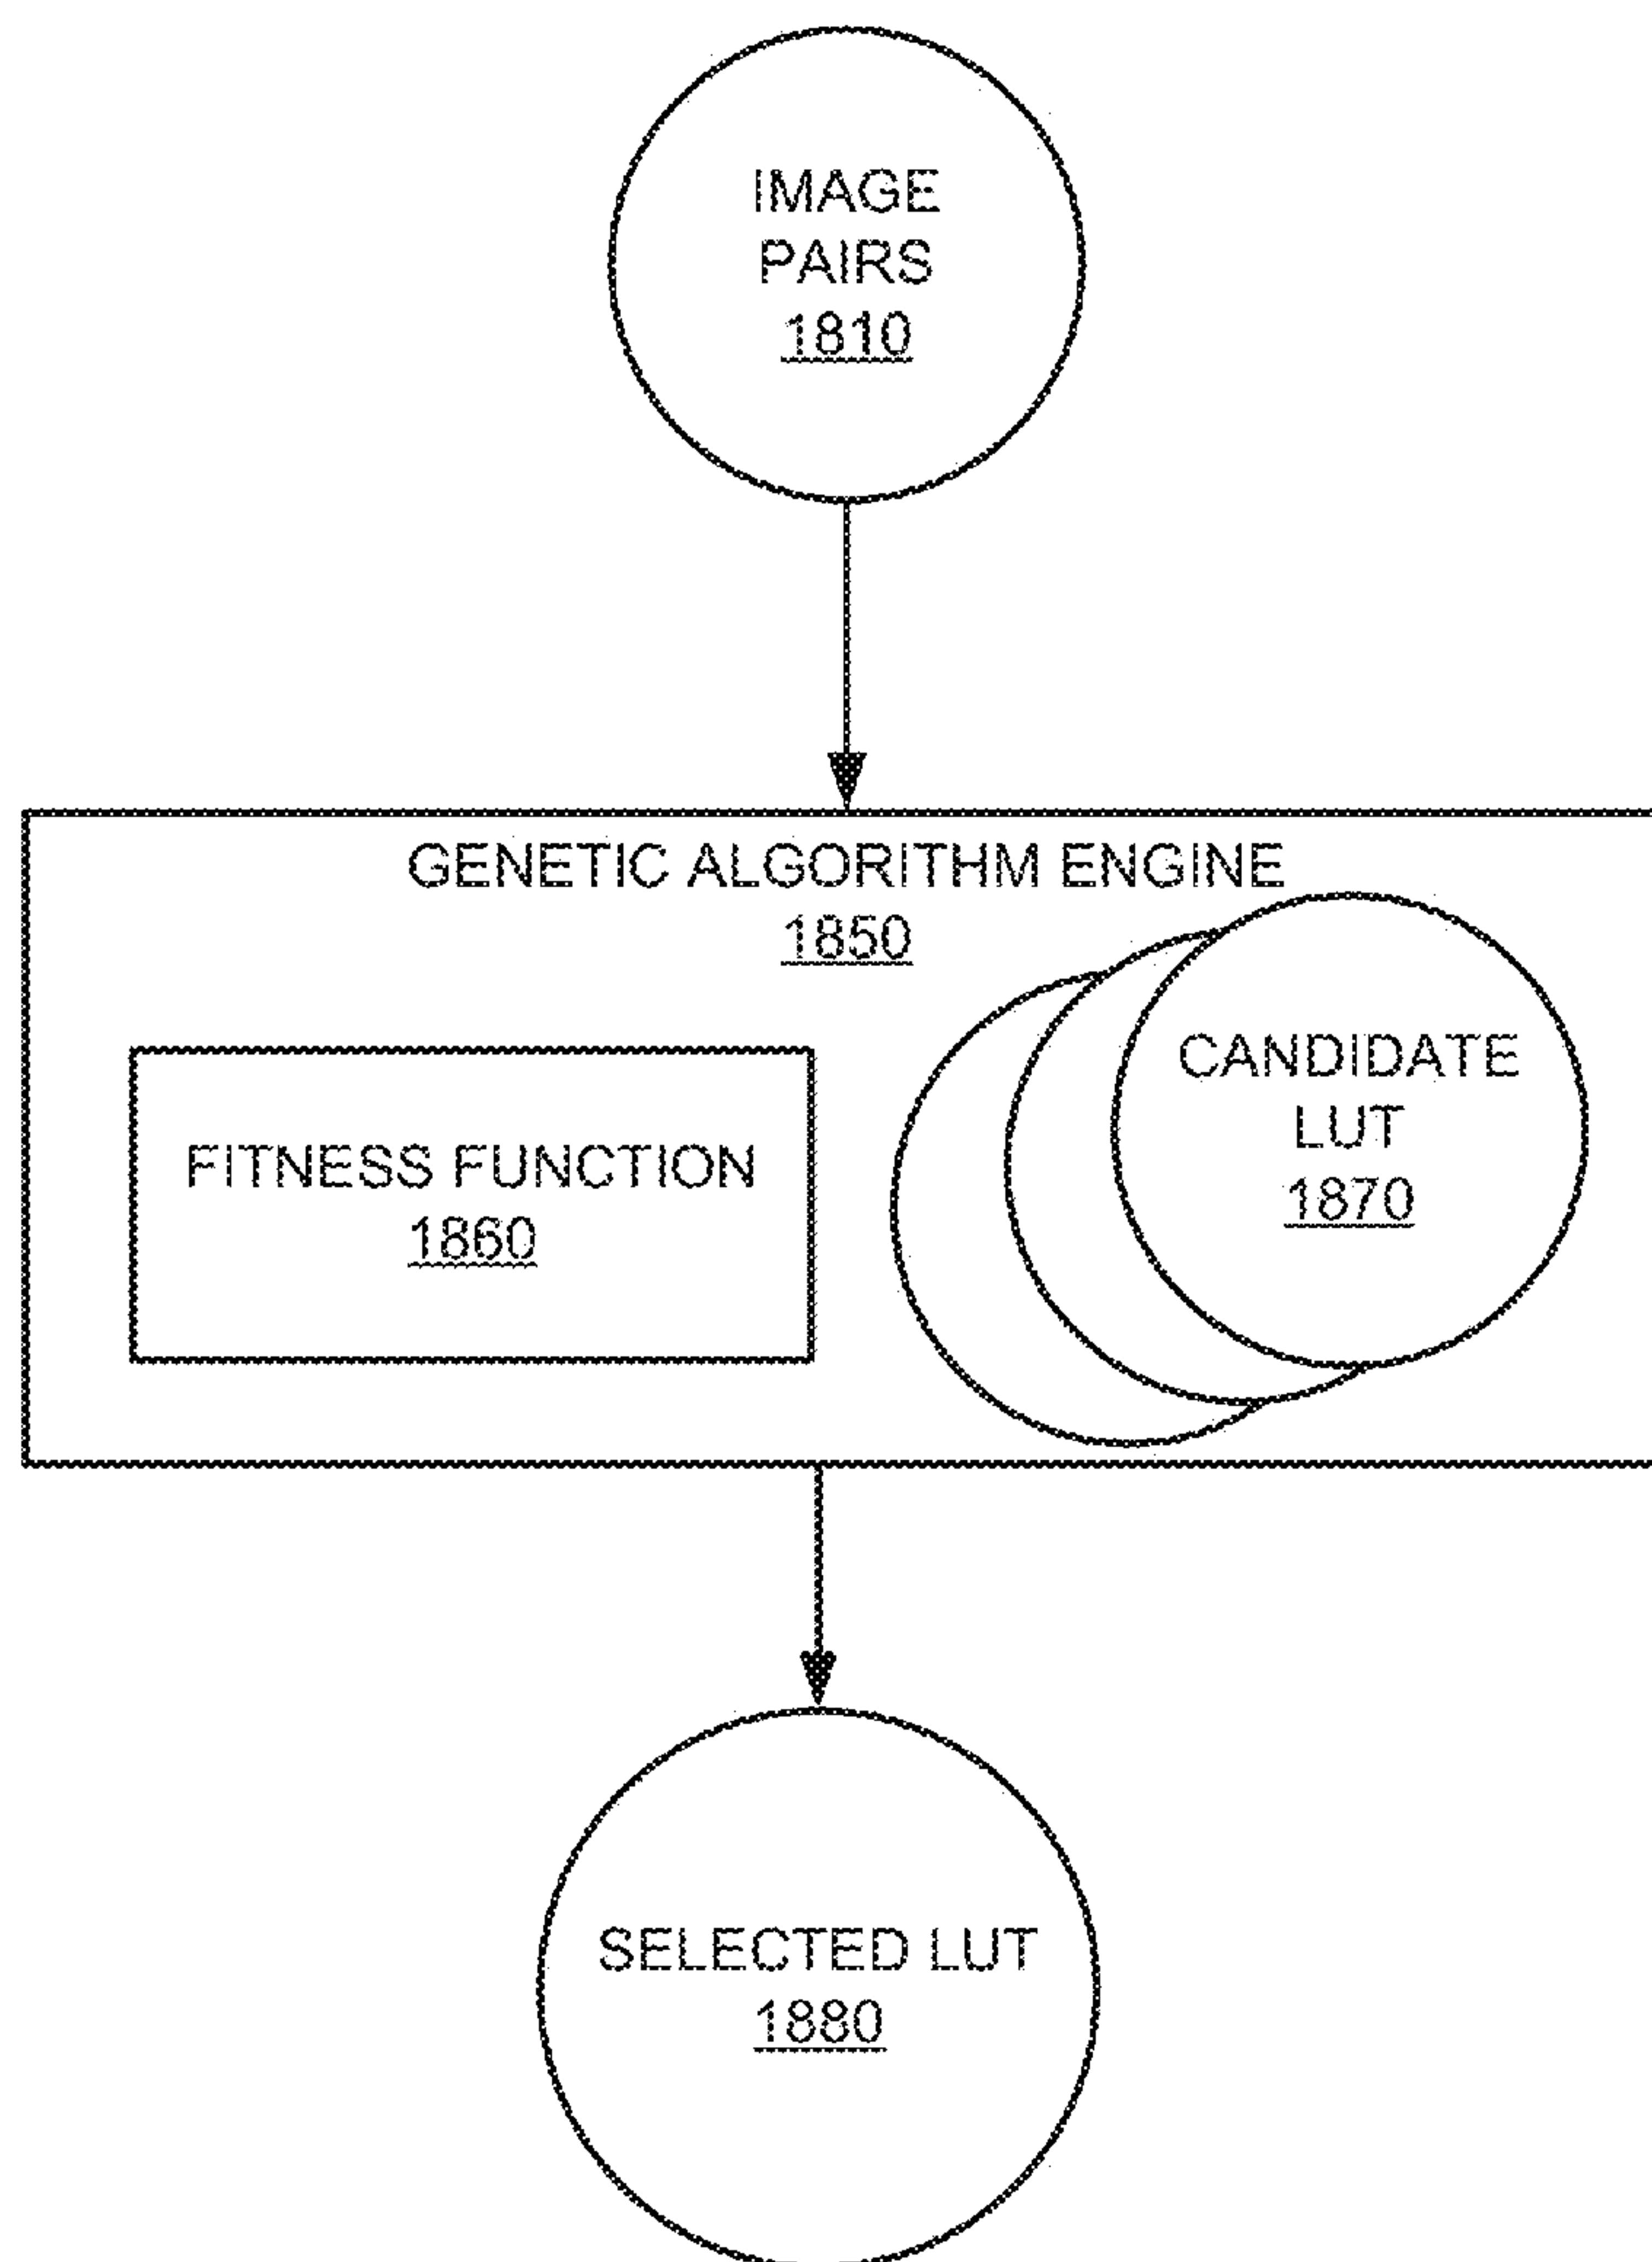 IMAGE
PAIRS
1810
GENETIC ALGORITHM ENGINE
1850
CANDIDATE
LUT
1870
FITNESS FUNCTION
1860
SELECTED LUT
1880